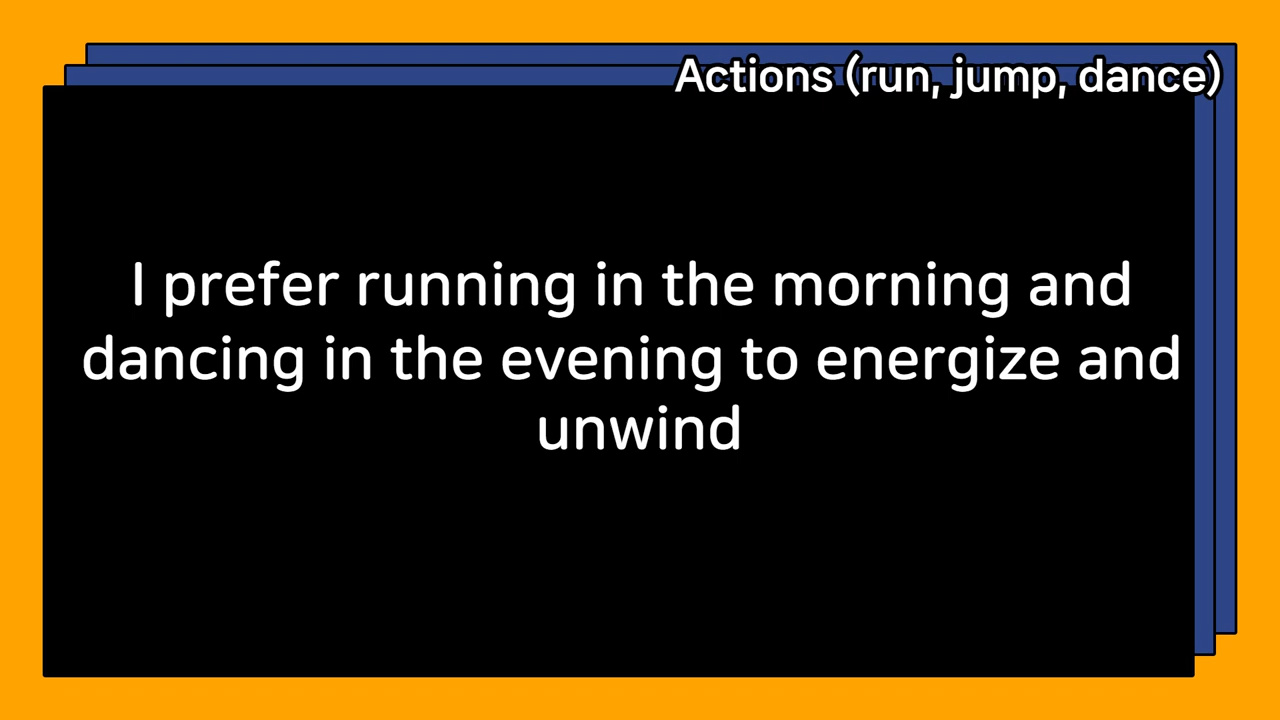 Actions (run, jump, dance)
I prefer running in the morning and
dancing in the evening to energize and
unwind